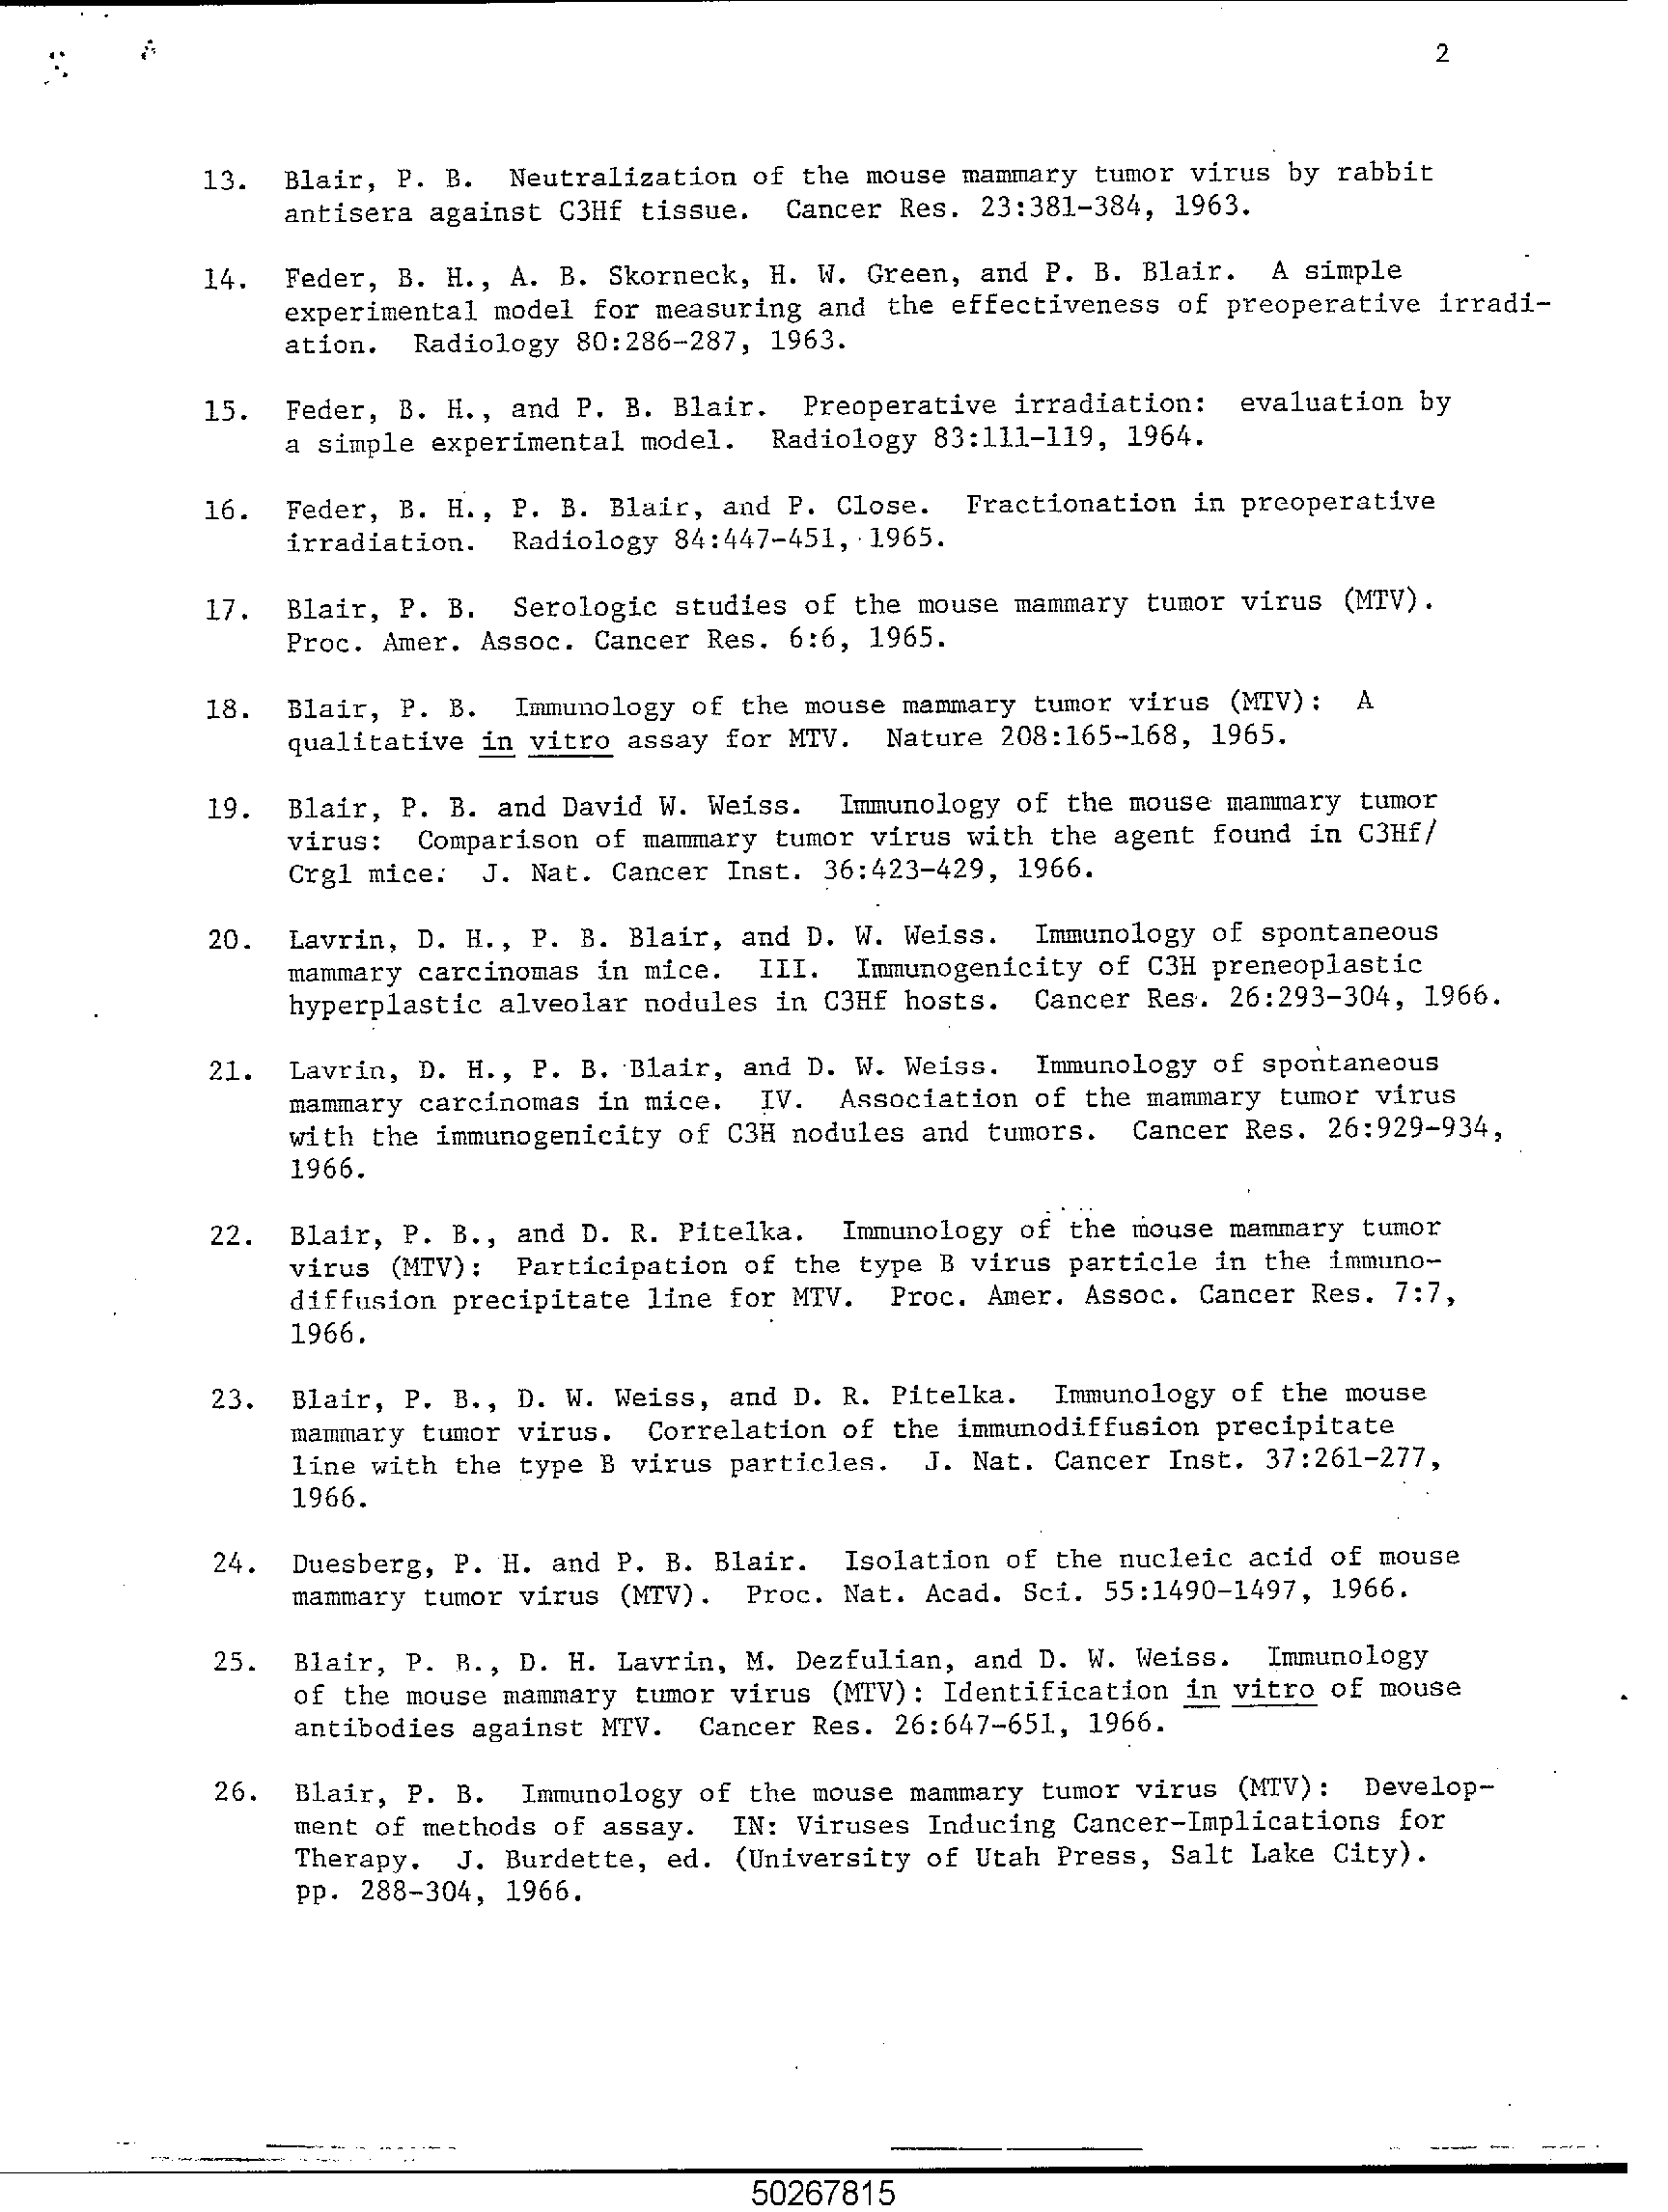 2
13. Blair, P. B. Neutralization of the mouse mammary tumor virus by rabbit
antisera against C3Hf tissue. Cancer Res. 23:381-384, 1963.
14. Feder, B. H., A. B. Skorneck, H. W. Green, and P. B. Blair. A simple
experimental model for measuring and the effectiveness of preoperative irradi-
ation. Radiology 80:286-287, 1963.
15. Feder, B. H., and P. B. Blair. Preoperative irradiation: evaluation by
a simple experimental model. Radiology 83:111-119, 1964.
16. Feder, B. H., P. B. Blair, and P. Close. Fractionation in preoperative
irradiation. Radiology 84:447-451, 1965.
17. Blair, P. B. Serologic studies of the mouse mammary tumor virus (MTV).
Proc. Amer. Assoc. Cancer Res. 6:6, 1965.
18. Blair, P. B. Immunology of the mouse mammary tumor virus (MTV): A
qualitative in vitro assay for MTV. Nature 208:165-168, 1965.
19. Blair, P. B. and David W. Weiss. Immunology of the mouse mammary tumor
virus: Comparison of mammary tumor virus with the agent found in C3Hf/
Crgl mice. J. Nat. Cancer Inst. 36:423-429, 1966.
20. Lavrin, D. H., P. B. Blair, and D. W. Weiss. Immunology of spontaneous
mammary carcinomas in mice. III. Immunogenicity of C3H preneoplastic
hyperplastic alveolar nodules in C3Hf hosts. Cancer Res. 26:293-304, 1966.
21. Lavrin, D. H., P. B. Blair, and D. W. Weiss. Immunology of spontaneous
mammary carcinomas in mice. IV. Association of the mammary tumor virus
with the immunogenicity of C3H nodules and tumors. Cancer Res. 26:929-934,
1966.
22. Blair, P. B., and D. R. Pitelka. Immunology of the mouse mammary tumor
virus (MTV): Participation of the type B virus particle in the immuno-
diffusion precipitate line for MTV. Proc. Amer. Assoc. Cancer Res. 7:7,
1966.
23. Blair, P. B., D. W. Weiss, and D. R. Pitelka. Immunology of the mouse
mammary tumor virus. Correlation of the immunodiffusion precipitate
line with the type B virus particles. J. Nat. Cancer Inst. 37:261-277,
1966.
24. Duesberg, P. H. and P. B. Blair. Isolation of the nucleic acid of mouse
mammary tumor virus (MTV). Proc. Nat. Acad. Sci. 55:1490-1497, 1966.
25. Blair, P. B., D. H. Lavrin, M. Dezfulian, and D. W. Weiss. Immunology
of the mouse mammary tumor virus (MTV): Identification in vitro of mouse
antibodies against MTV. Cancer Res. 26:647-651, 1966.
26. Blair, P. B. Immunology of the mouse mammary tumor virus (MTV): Develop-
ment of methods of assay. IN: Viruses Inducing Cancer-Implications for
Therapy. J. Burdette, ed. (University of Utah Press, Salt Lake City).
pp. 288-304, 1966.
50267815